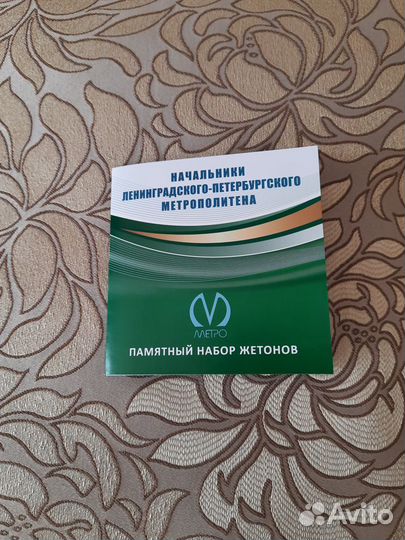 НАЧАЛЬНИКИ
ЛЕНИНГРАДСКОГО-ПЕТЕРБУРГСКОГО
МЕТРОПОЛИТЕНА
МЕТРО
ПАМЯТНЫЙ НАБОР ЖЕТОНОВ
Avito